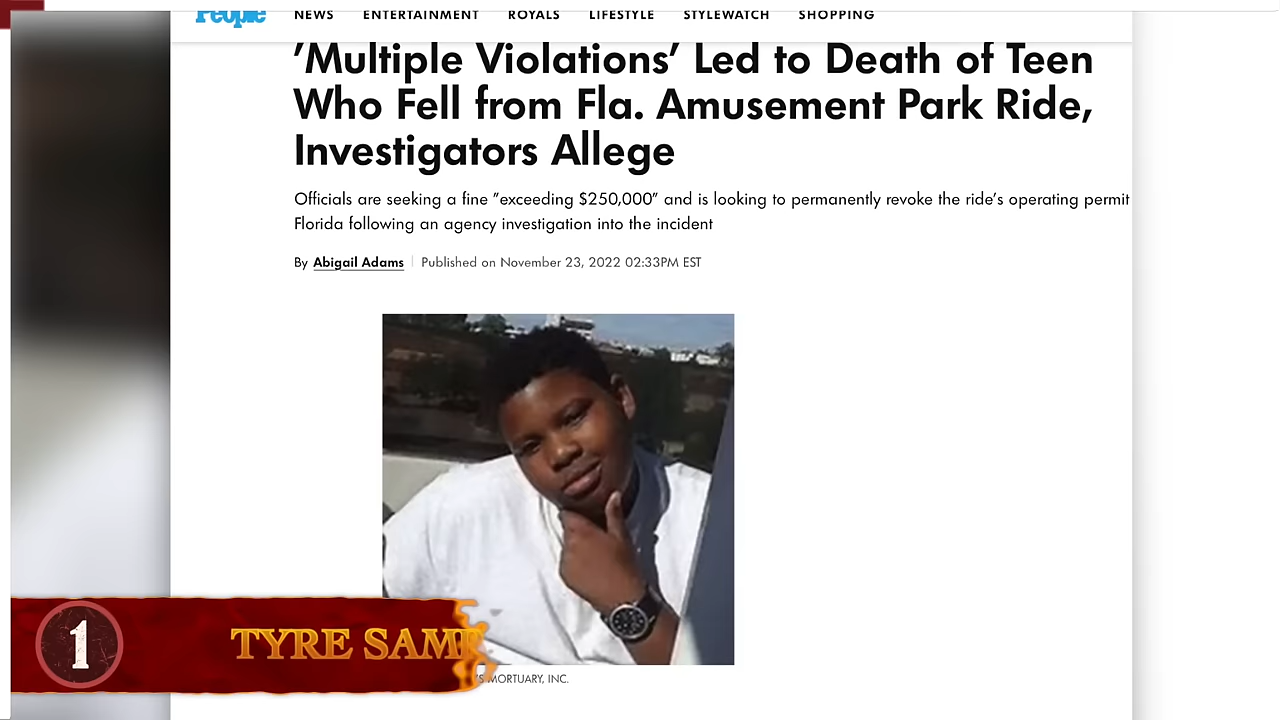 People
NEWS ENTERTAINMENT ROYALS LIFESTYLE STYLEWATCH SHOPPING
'Multiple Violations' Led to Death of Teen
Who Fell from Fla. Amusement Park Ride,
Investigators Allege
Officials are seeking a fine "exceeding $250,000" and is looking to permanently revoke the ride's operating permit
Florida following an agency investigation into the incident
By Abigail Adams | Published on November 23, 2022 02:33PM EST
1 TYRE SAM
MORTUARY, INC.